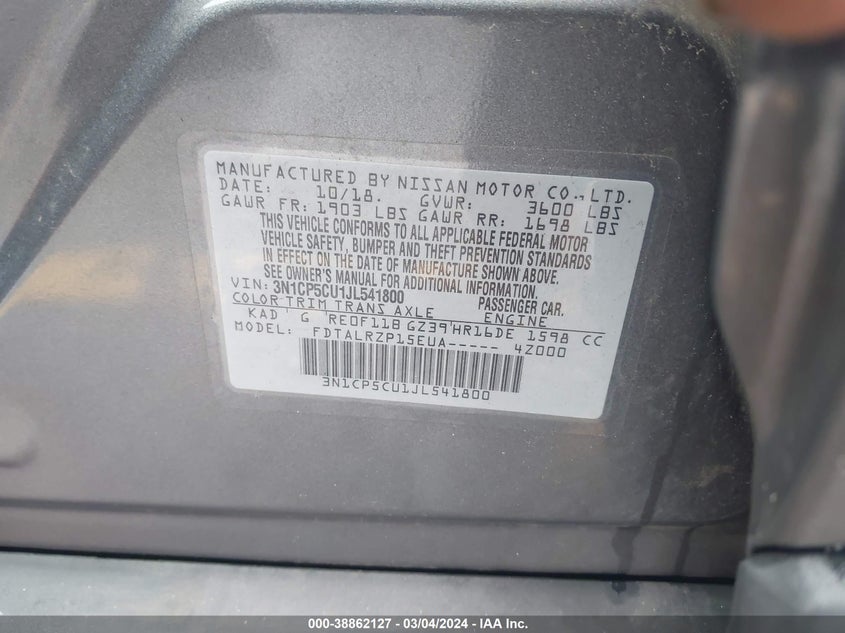 MANUFACTURED BY NISSAN MOTOR CO., LTD.
DATE: 10/18. GVWR: 3600 LBS
GAWR FR: 1903 LBS GAWR RR: 1698 LBS
THIS VEHICLE CONFORMS TO ALL APPLICABLE FEDERAL MOTOR
VEHICLE SAFETY, BUMPER AND THEFT PREVENTION STANDARDS
IN EFFECT ON THE DATE OF MANUFACTURE SHOWN ABOVE.
SEE OWNER'S MANUAL FOR ADDITIONAL INFORMATION.
VIN: 3N1CP5CU1JL541800 PASSENGER CAR.
COLOR TRIM TRANS AXLE ENGINE
KAD G RE0F11B GZ39 HR16DE 1598 CC
MODEL: FDTALRZP15EUA----- 4Z000
3N1CP5CU1JL541800
000-38862127 - 03/04/2024 - IAA Inc.